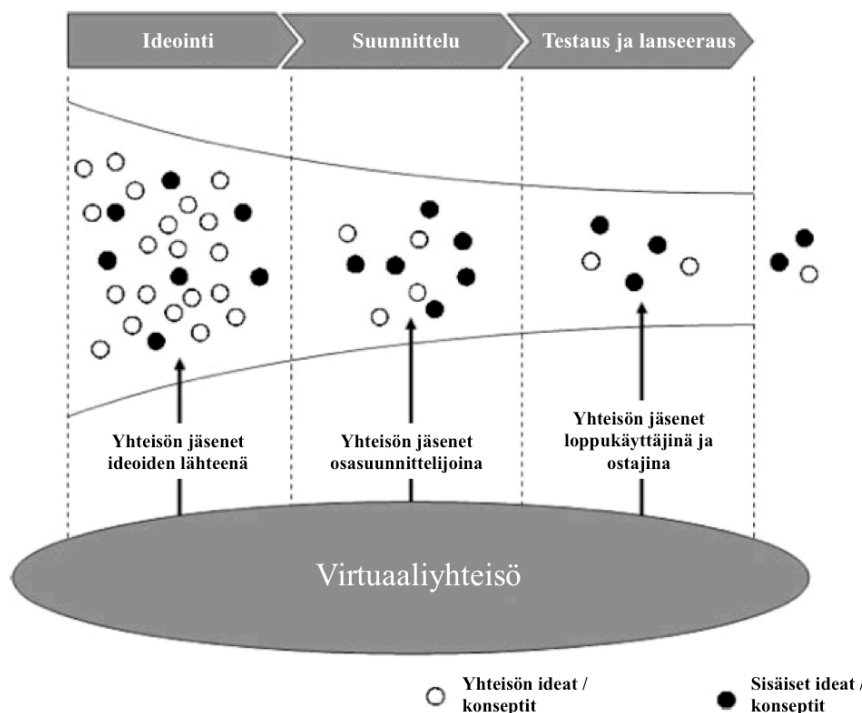 Ideointi
Suunnittelu
Testaus ja lanseeraus
Yhteisön jäsenet
ideoiden lähteenä
Yhteisön jäsenet
osasuunnittelijoina
Yhteisön jäsenet
loppukäyttäjinä ja
ostajina
Virtuaaliyhteisö
Yhteisön ideat /
konseptit
Sisäiset ideat /
konseptit